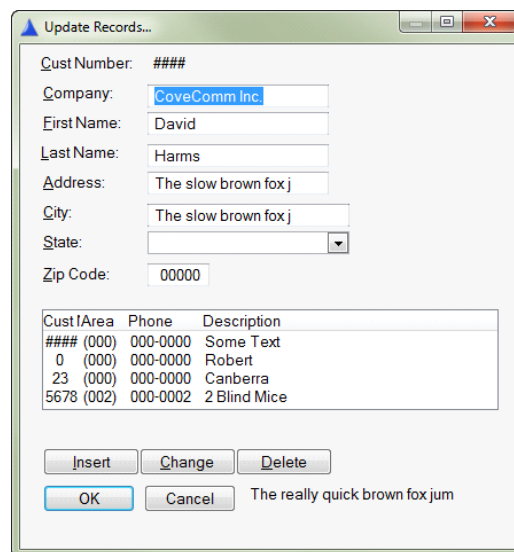 Update Records...
Cust Number: ####
Company: CoveComm Inc.
First Name: David
Last Name: Harms
Address: The slow brown fox j
City: The slow brown fox j
State:
Zip Code: 00000
Cust I Area Phone Description
#### (000) 000-0000 Some Text
0 (000) 000-0000 Robert
23 (000) 000-0000 Canberra
5678 (002) 000-0002 2 Blind Mice
Insert Change Delete
OK Cancel The really quick brown fox jum